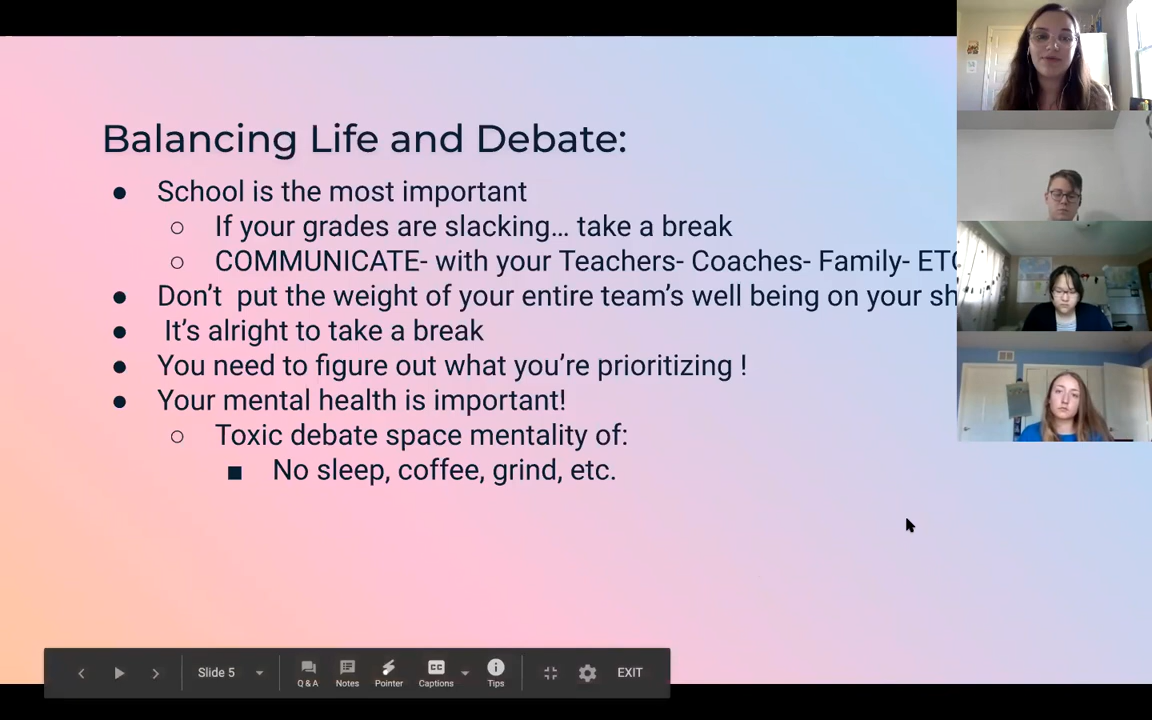 Balancing Life and Debate:
● School is the most important
○ If your grades are slacking... take a break
○ COMMUNICATE- with your Teachers- Coaches- Family-
● Don't  put the weight of your entire team's well being on your
● It's alright to take a break
● You need to figure out what you're prioritizing !
● Your mental health is important!
○ Toxic debate space mentality of:
■ No sleep, coffee, grind, etc.
Slide 5
Q & A
Notes
Pointer
Captions
Tips
EXIT